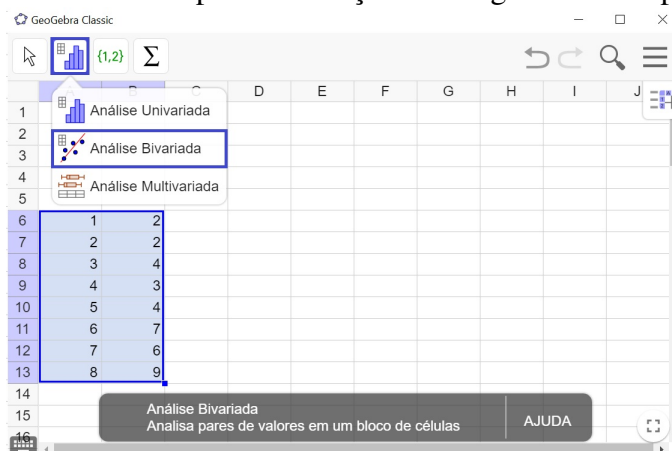 GeoGebra Classic
{1,2} Σ
A B C D E F G H I J
1 Análise Univariada
2
3 Análise Bivariada
4 Análise Multivariada
5
6 1 2
7 2 2
8 3 4
9 4 3
10 5 4
11 6 7
12 7 6
13 8 9
14
15 Análise Bivariada
Analisa pares de valores em um bloco de células
AJUDA
16